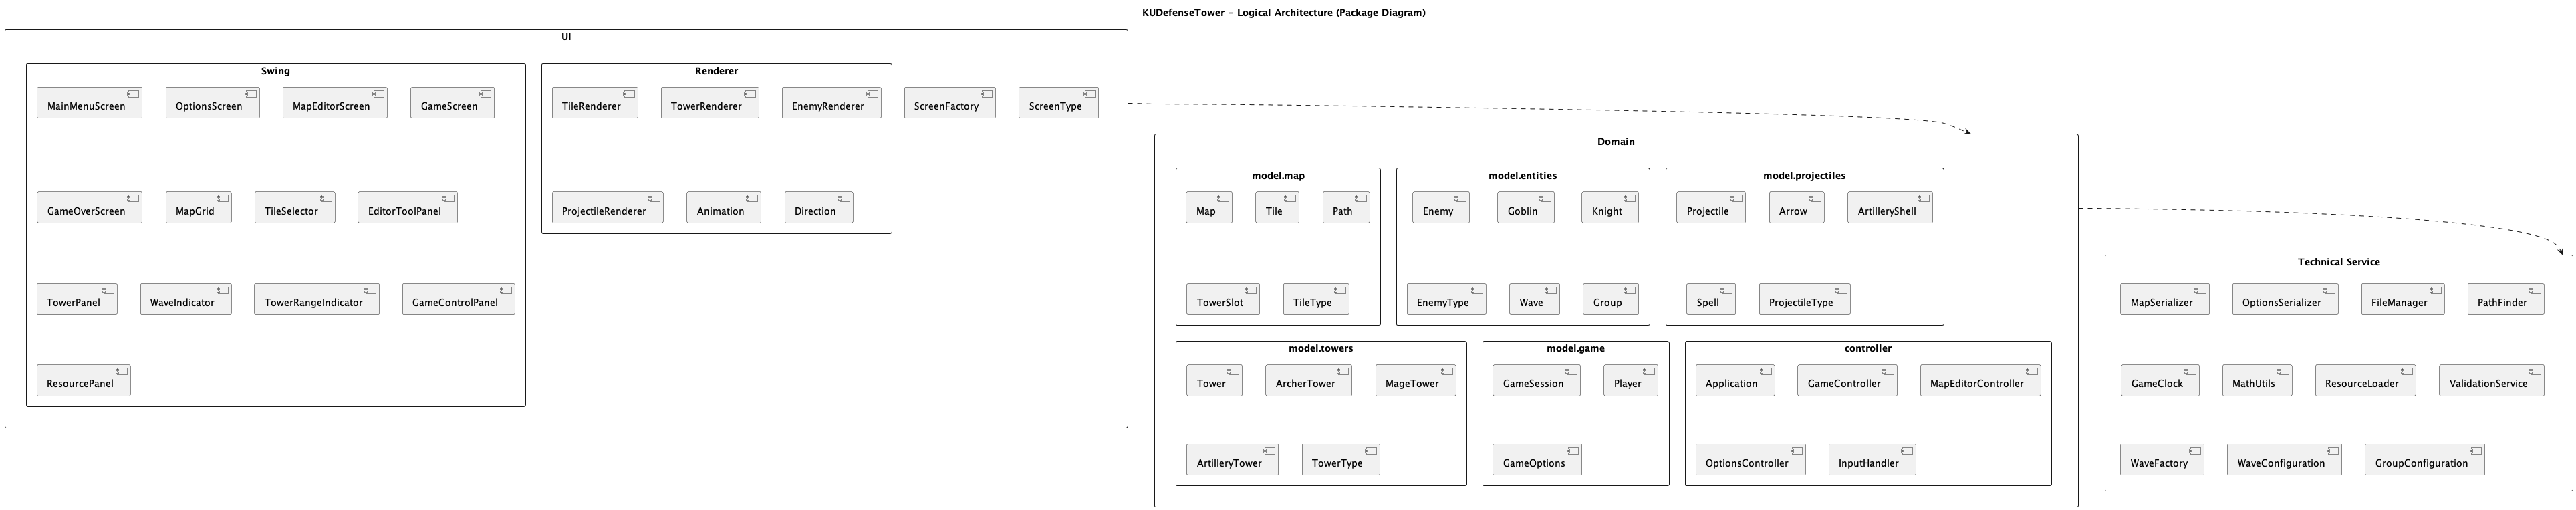 KUDefenseTower - Logical Architecture (Package Diagram)
UI
Swing
MainMenuScreen
OptionsScreen
MapEditorScreen
GameScreen
GameOverScreen
MapGrid
TileSelector
EditorToolPanel
TowerPanel
WaveIndicator
TowerRangeIndicator
GameControlPanel
ResourcePanel
Renderer
TileRenderer
TowerRenderer
EnemyRenderer
ProjectileRenderer
Animation
Direction
ScreenFactory
ScreenType
Domain
model.map
Map
Tile
Path
TowerSlot
TileType
model.entities
Enemy
Goblin
Knight
EnemyType
Wave
Group
model.projectiles
Projectile
Arrow
ArtilleryShell
Spell
ProjectileType
model.towers
Tower
ArcherTower
MageTower
ArtilleryTower
TowerType
model.game
GameSession
Player
GameOptions
controller
Application
GameController
MapEditorController
OptionsController
InputHandler
Technical Service
MapSerializer
OptionsSerializer
FileManager
PathFinder
GameClock
MathUtils
ResourceLoader
ValidationService
WaveFactory
WaveConfiguration
GroupConfiguration